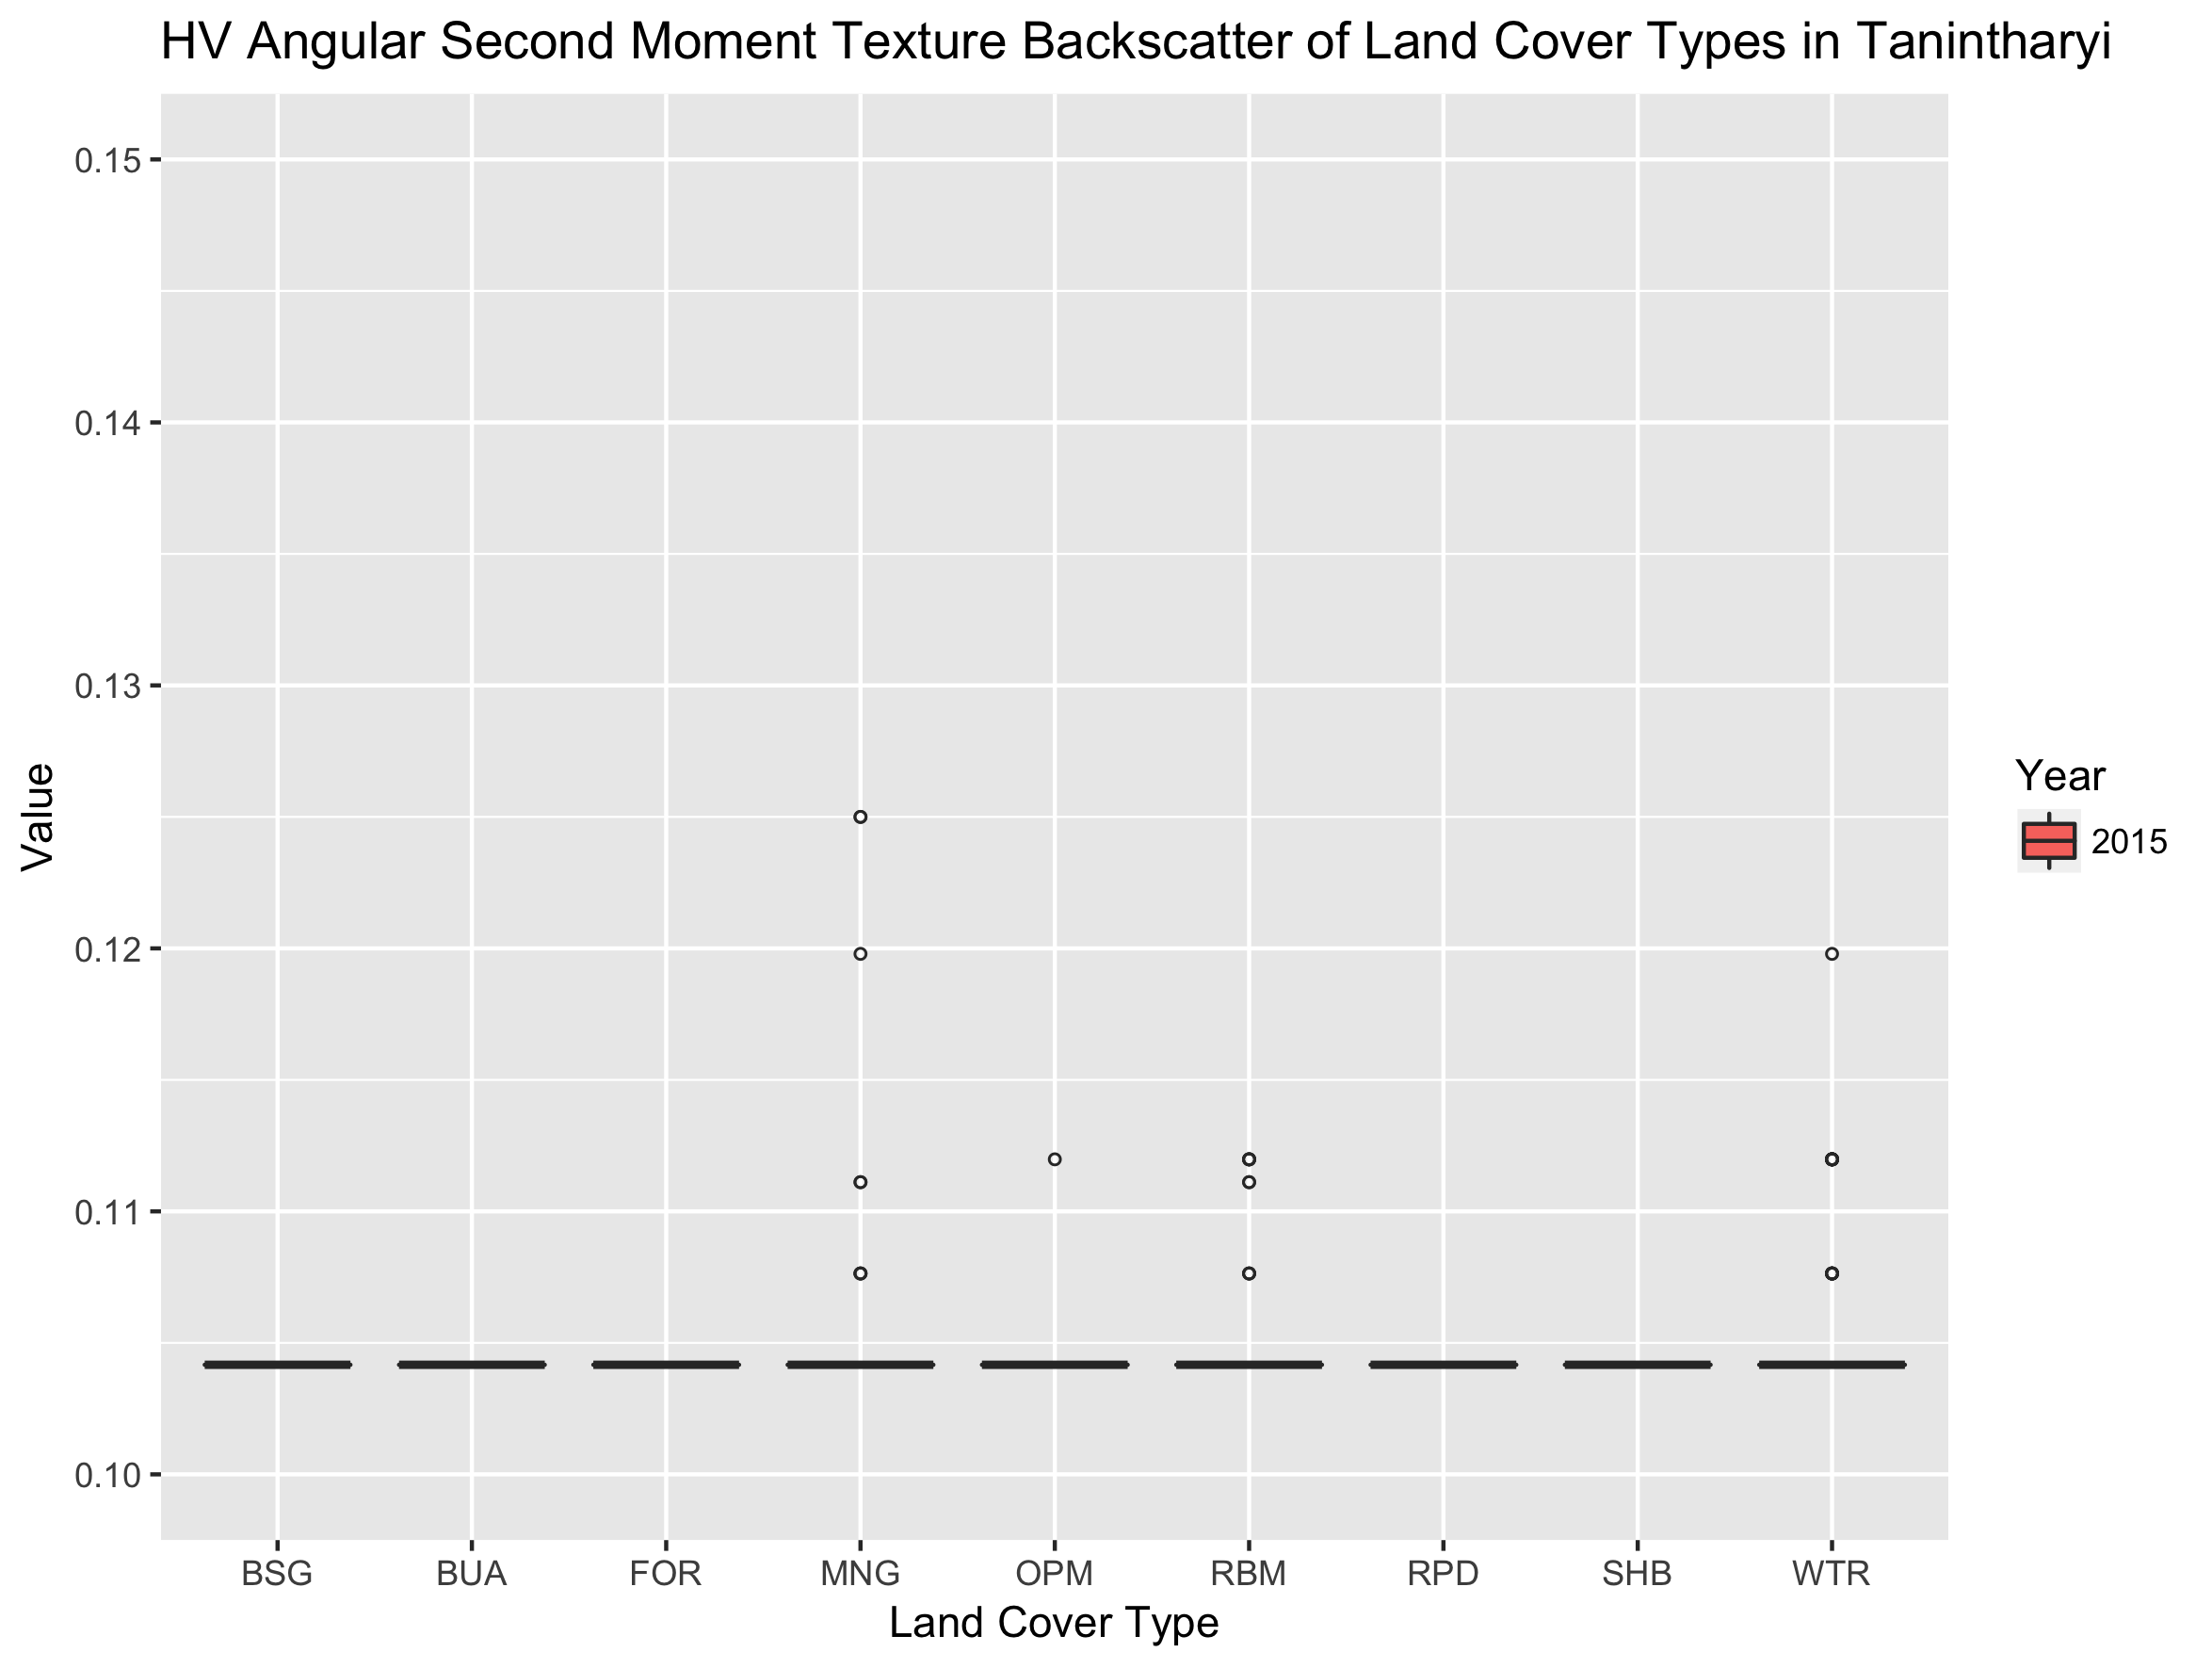 HV Angular Second Moment Texture Backscatter of Land Cover Types in Tanintharyi
0.15
0.14
0.13
0.12
0.11
0.10
Value
BSG BUA FOR MNG OPM RBM RPD SHB WTR
Land Cover Type
Year
2015